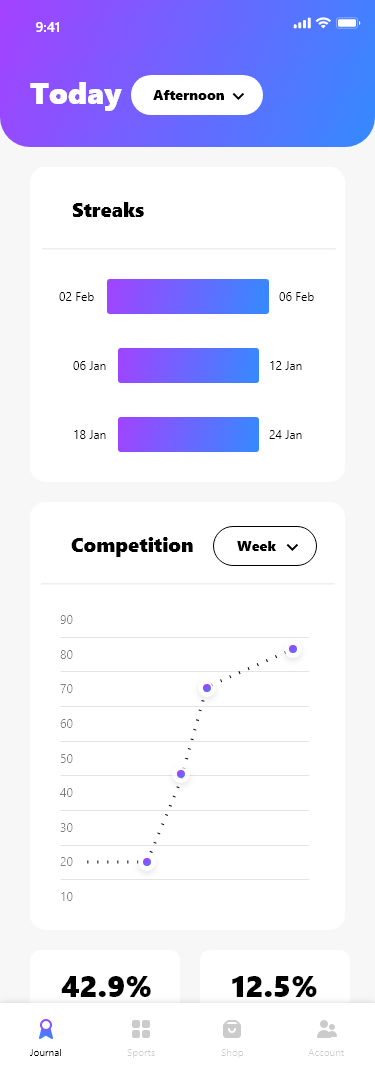 9:41
Today Afternoon
Streaks
02 Feb 06 Feb
06 Jan 12 Jan
18 Jan 24 Jan
Competition Week
90
80
70
60
50
40
30
20
10
42.9% 12.5%
Journal Sports Shop Account